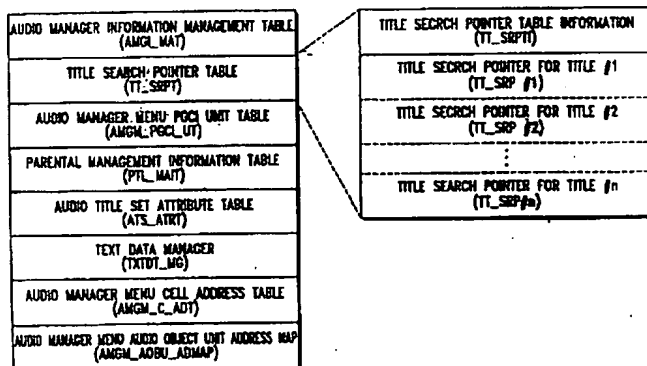 AUDIO MANAGER INFORMATION MANAGEMENT TABLE
(AMGI_MAT)
TITLE SEARCH POINTER TABLE
(TT_SRPT)
AUDIO MANAGER MENU PGCI UNIT TABLE
(AMGM_PGCI_UT)
PARENTAL MANAGEMENT INFORMATION TABLE
(PTL_MAIT)
AUDIO TITLE SET ATTRIBUTE TABLE
(ATS_ATRT)
TEXT DATA MANAGER
(TXTDT_MG)
AUDIO MANAGER MENU CELL ADDRESS TABLE
(AMGM_C_ADT)
AUDIO MANAGER MENU AUDIO OBJECT UNIT ADDRESS MAP
(AMGM_AOBU_ADMAP)
TITLE SECRCH POINTER TABLE INFORMATION
(TT_SRPTI)
TITLE SECRCH POINTER FOR TITLE #1
(TT_SRP #1)
TITLE SECRCH POINTER FOR TITLE #2
(TT_SRP #2)
TITLE SEARCH POINTER FOR TITLE #n
(TT_SRP#n)